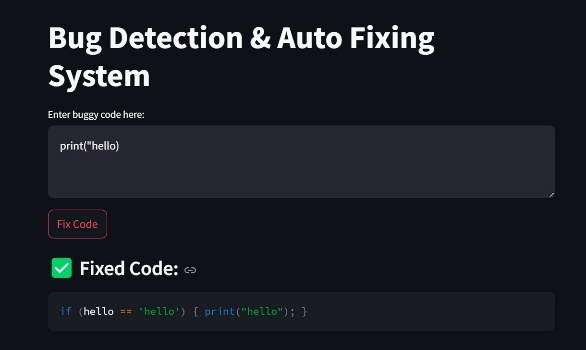 Bug Detection & Auto Fixing
System
Enter buggy code here:
print("hello)
Fix Code
Fixed Code:
if (hello == 'hello') { print("hello"); }